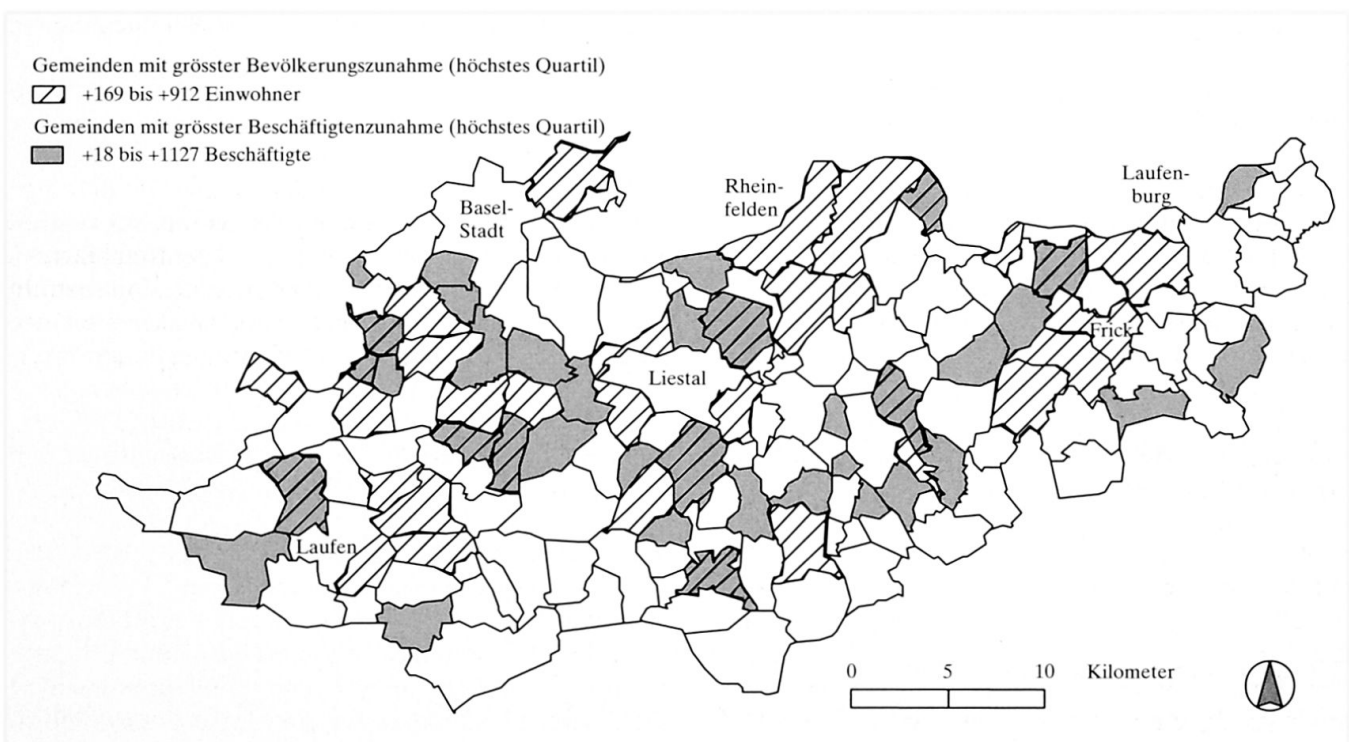 Gemeinden mit grösster Bevölkerungszunahme (höchstes Quartil)
+169 bis +912 Einwohner
Gemeinden mit grösster Beschäftigtenzunahme (höchstes Quartil)
+18 bis +1127 Beschäftigte
Basel-
Stadt
Rhein-
felden
Laufen-
burg
Frick
Liestal
Laufen
0 5 10 Kilometer